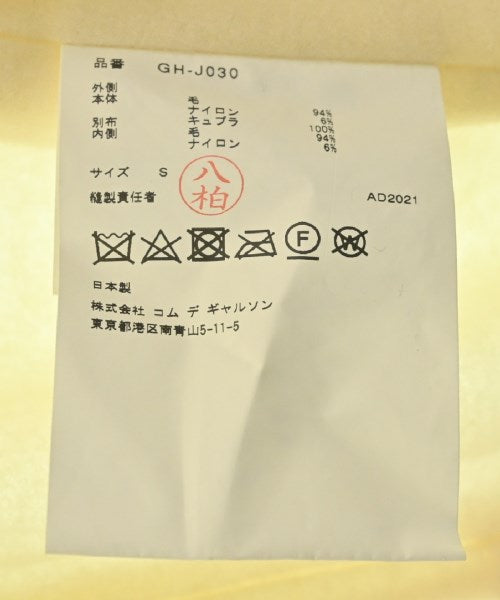 品番 GH-J030
外側
本体 毛 94%
ナイロン 6%
別布 キュプラ 100%
内側 毛 94%
ナイロン 6%
サイズ S
八柏
縫製責任者 AD2021
F W
日本製
株式会社 コム デ ギャルソン
東京都港区南青山5-11-5